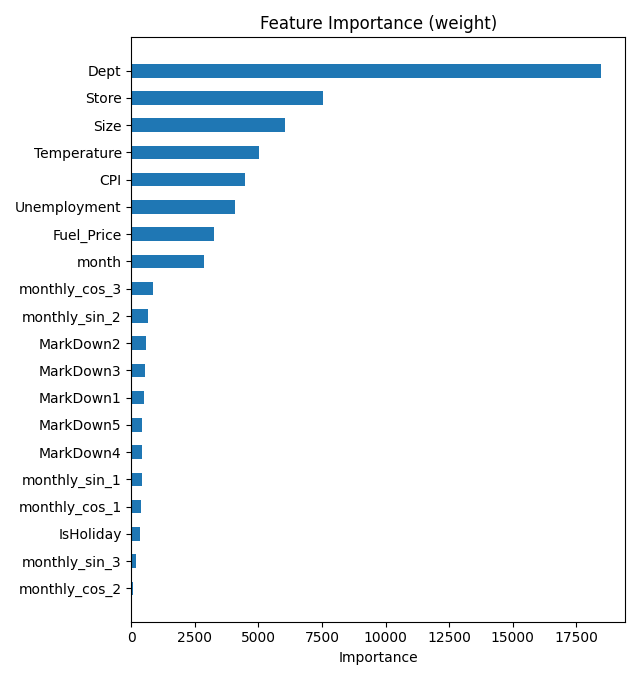 Feature Importance (weight)
Dept
Store
Size
Temperature
CPI
Unemployment
Fuel_Price
month
monthly_cos_3
monthly_sin_2
MarkDown2
MarkDown3
MarkDown1
MarkDown5
MarkDown4
monthly_sin_1
monthly_cos_1
IsHoliday
monthly_sin_3
monthly_cos_2
0 2500 5000 7500 10000 12500 15000 17500
Importance